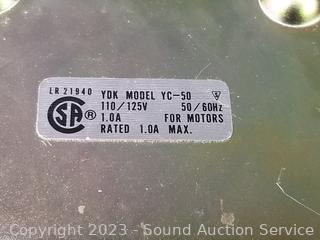 LR 21940 YDK MODEL YC-50
110/125V 50/60Hz
CSA ® 1.0A FOR MOTORS
RATED 1.0A MAX.
Copyright 2023 - Sound Auction Service